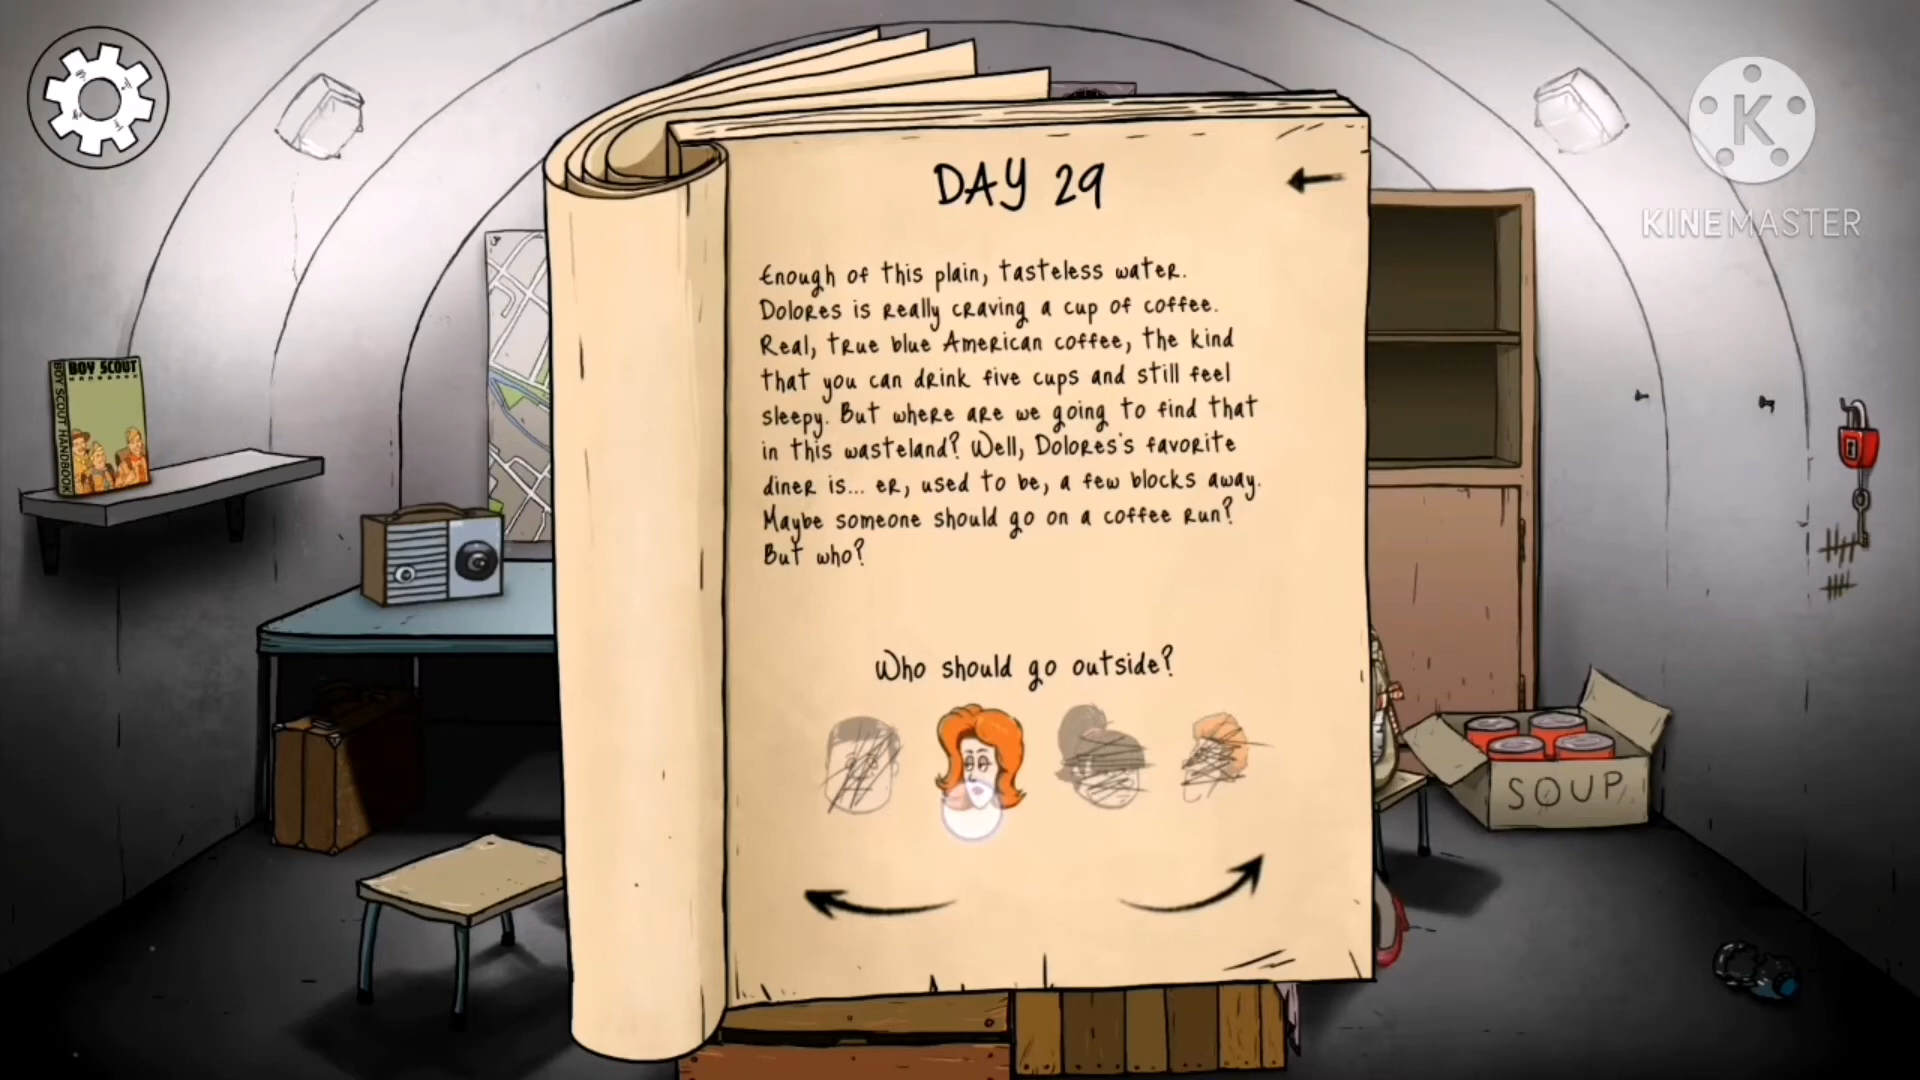 DAY 29
Enough of this plain, tasteless water.
Dolores is really craving a cup of coffee.
Real, true blue American coffee, the kind
that you can drink five cups and still feel
sleepy. But where are we going to find that
in this wasteland? Well, Dolores's favorite
diner is... er, used to be, a few blocks away.
Maybe someone should go on a coffee run?
But who?
Who should go outside?
K
KINEMASTER
BOY SCOUT
HANDBOOK
BOY SCOUT HANDBOOK
SOUP